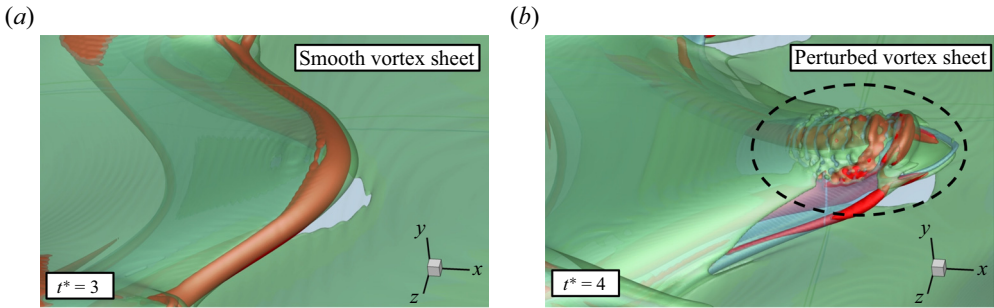 (a)
Smooth vortex sheet
t* = 3
y
x
z
(b)
Perturbed vortex sheet
t* = 4
y
x
z